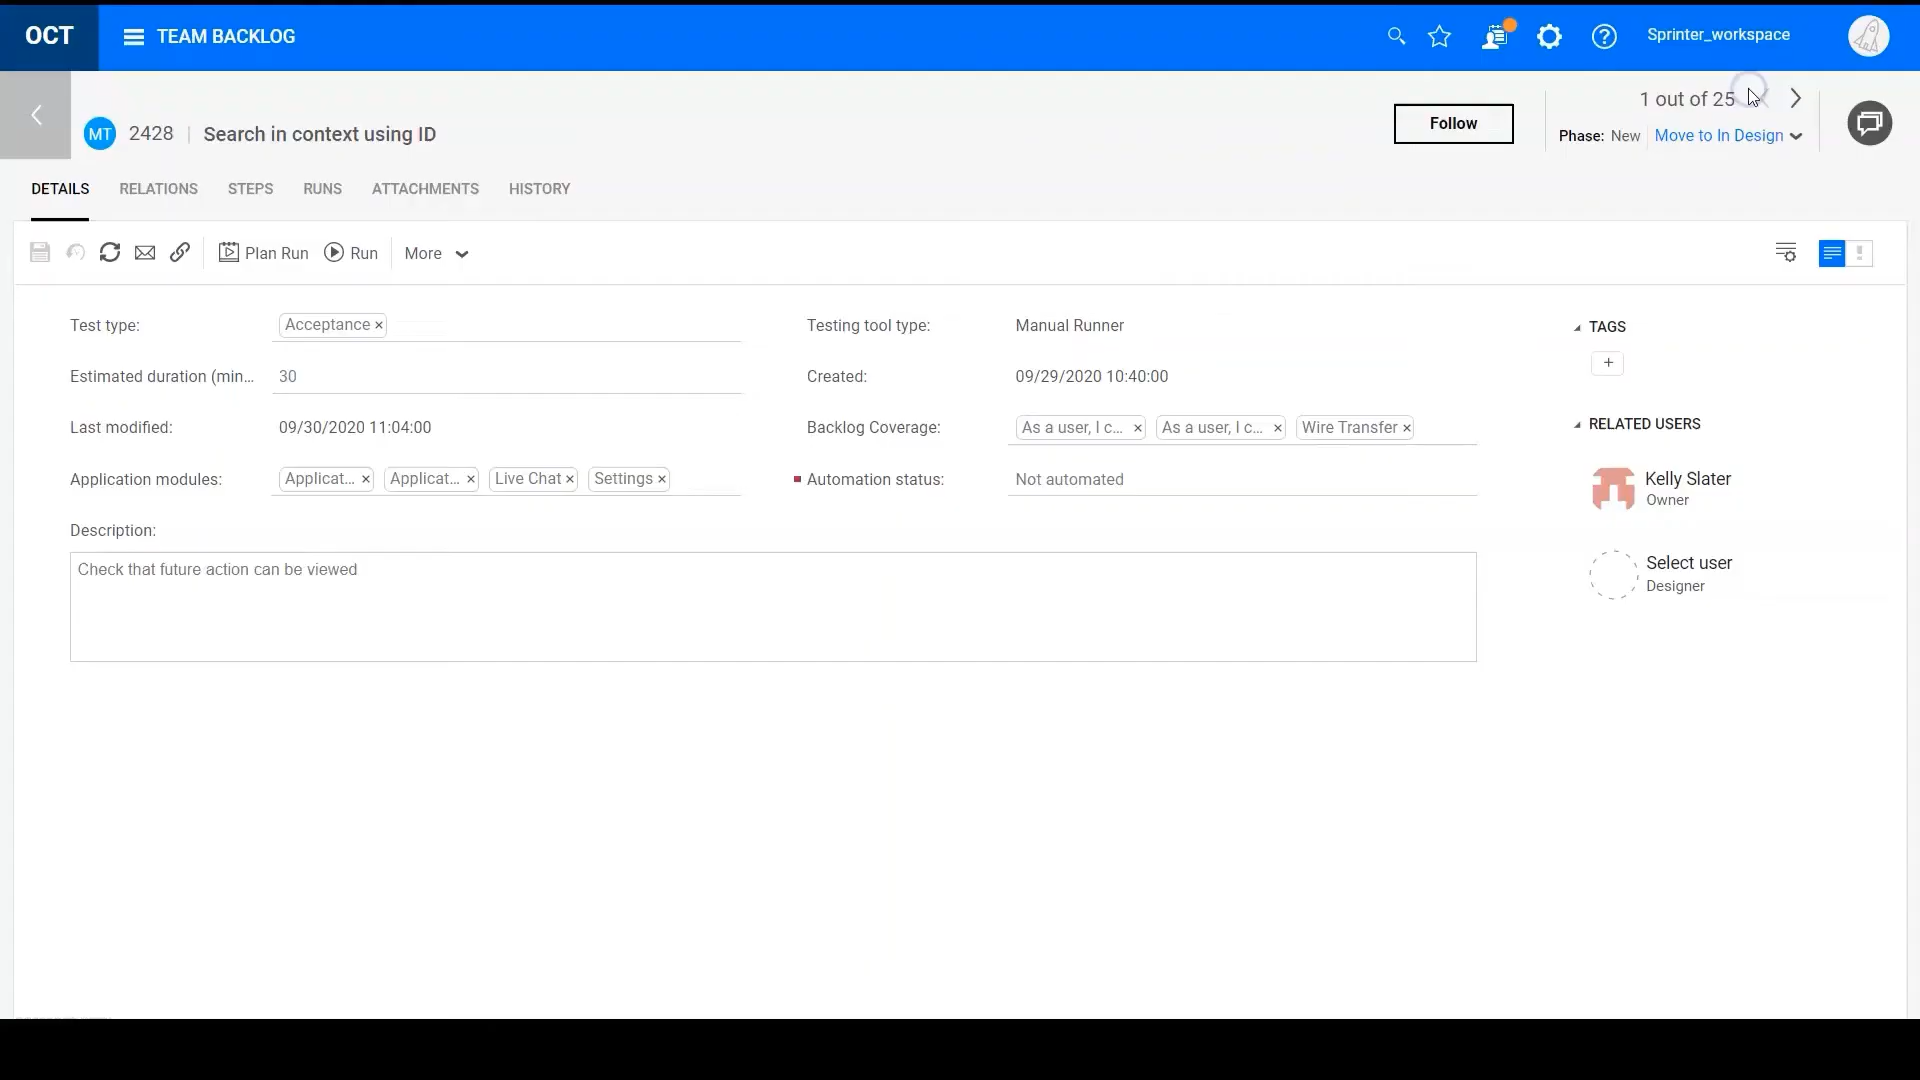 OCT
TEAM BACKLOG
Sprinter_workspace
MT 2428 | Search in context using ID
Follow
1 out of 25
Phase: New Move to In Design
DETAILS RELATIONS STEPS RUNS ATTACHMENTS HISTORY
Plan Run Run More
Test type: Acceptance ×
Testing tool type: Manual Runner
TAGS
+
Estimated duration (min... 30
Created: 09/29/2020 10:40:00
Last modified: 09/30/2020 11:04:00
Backlog Coverage: As a user, I c... × As a user, I c... × Wire Transfer ×
RELATED USERS
Application modules: Applicat... × Applicat... × Live Chat × Settings ×
Automation status: Not automated
Kelly Slater
Owner
Description:
Check that future action can be viewed
Select user
Designer